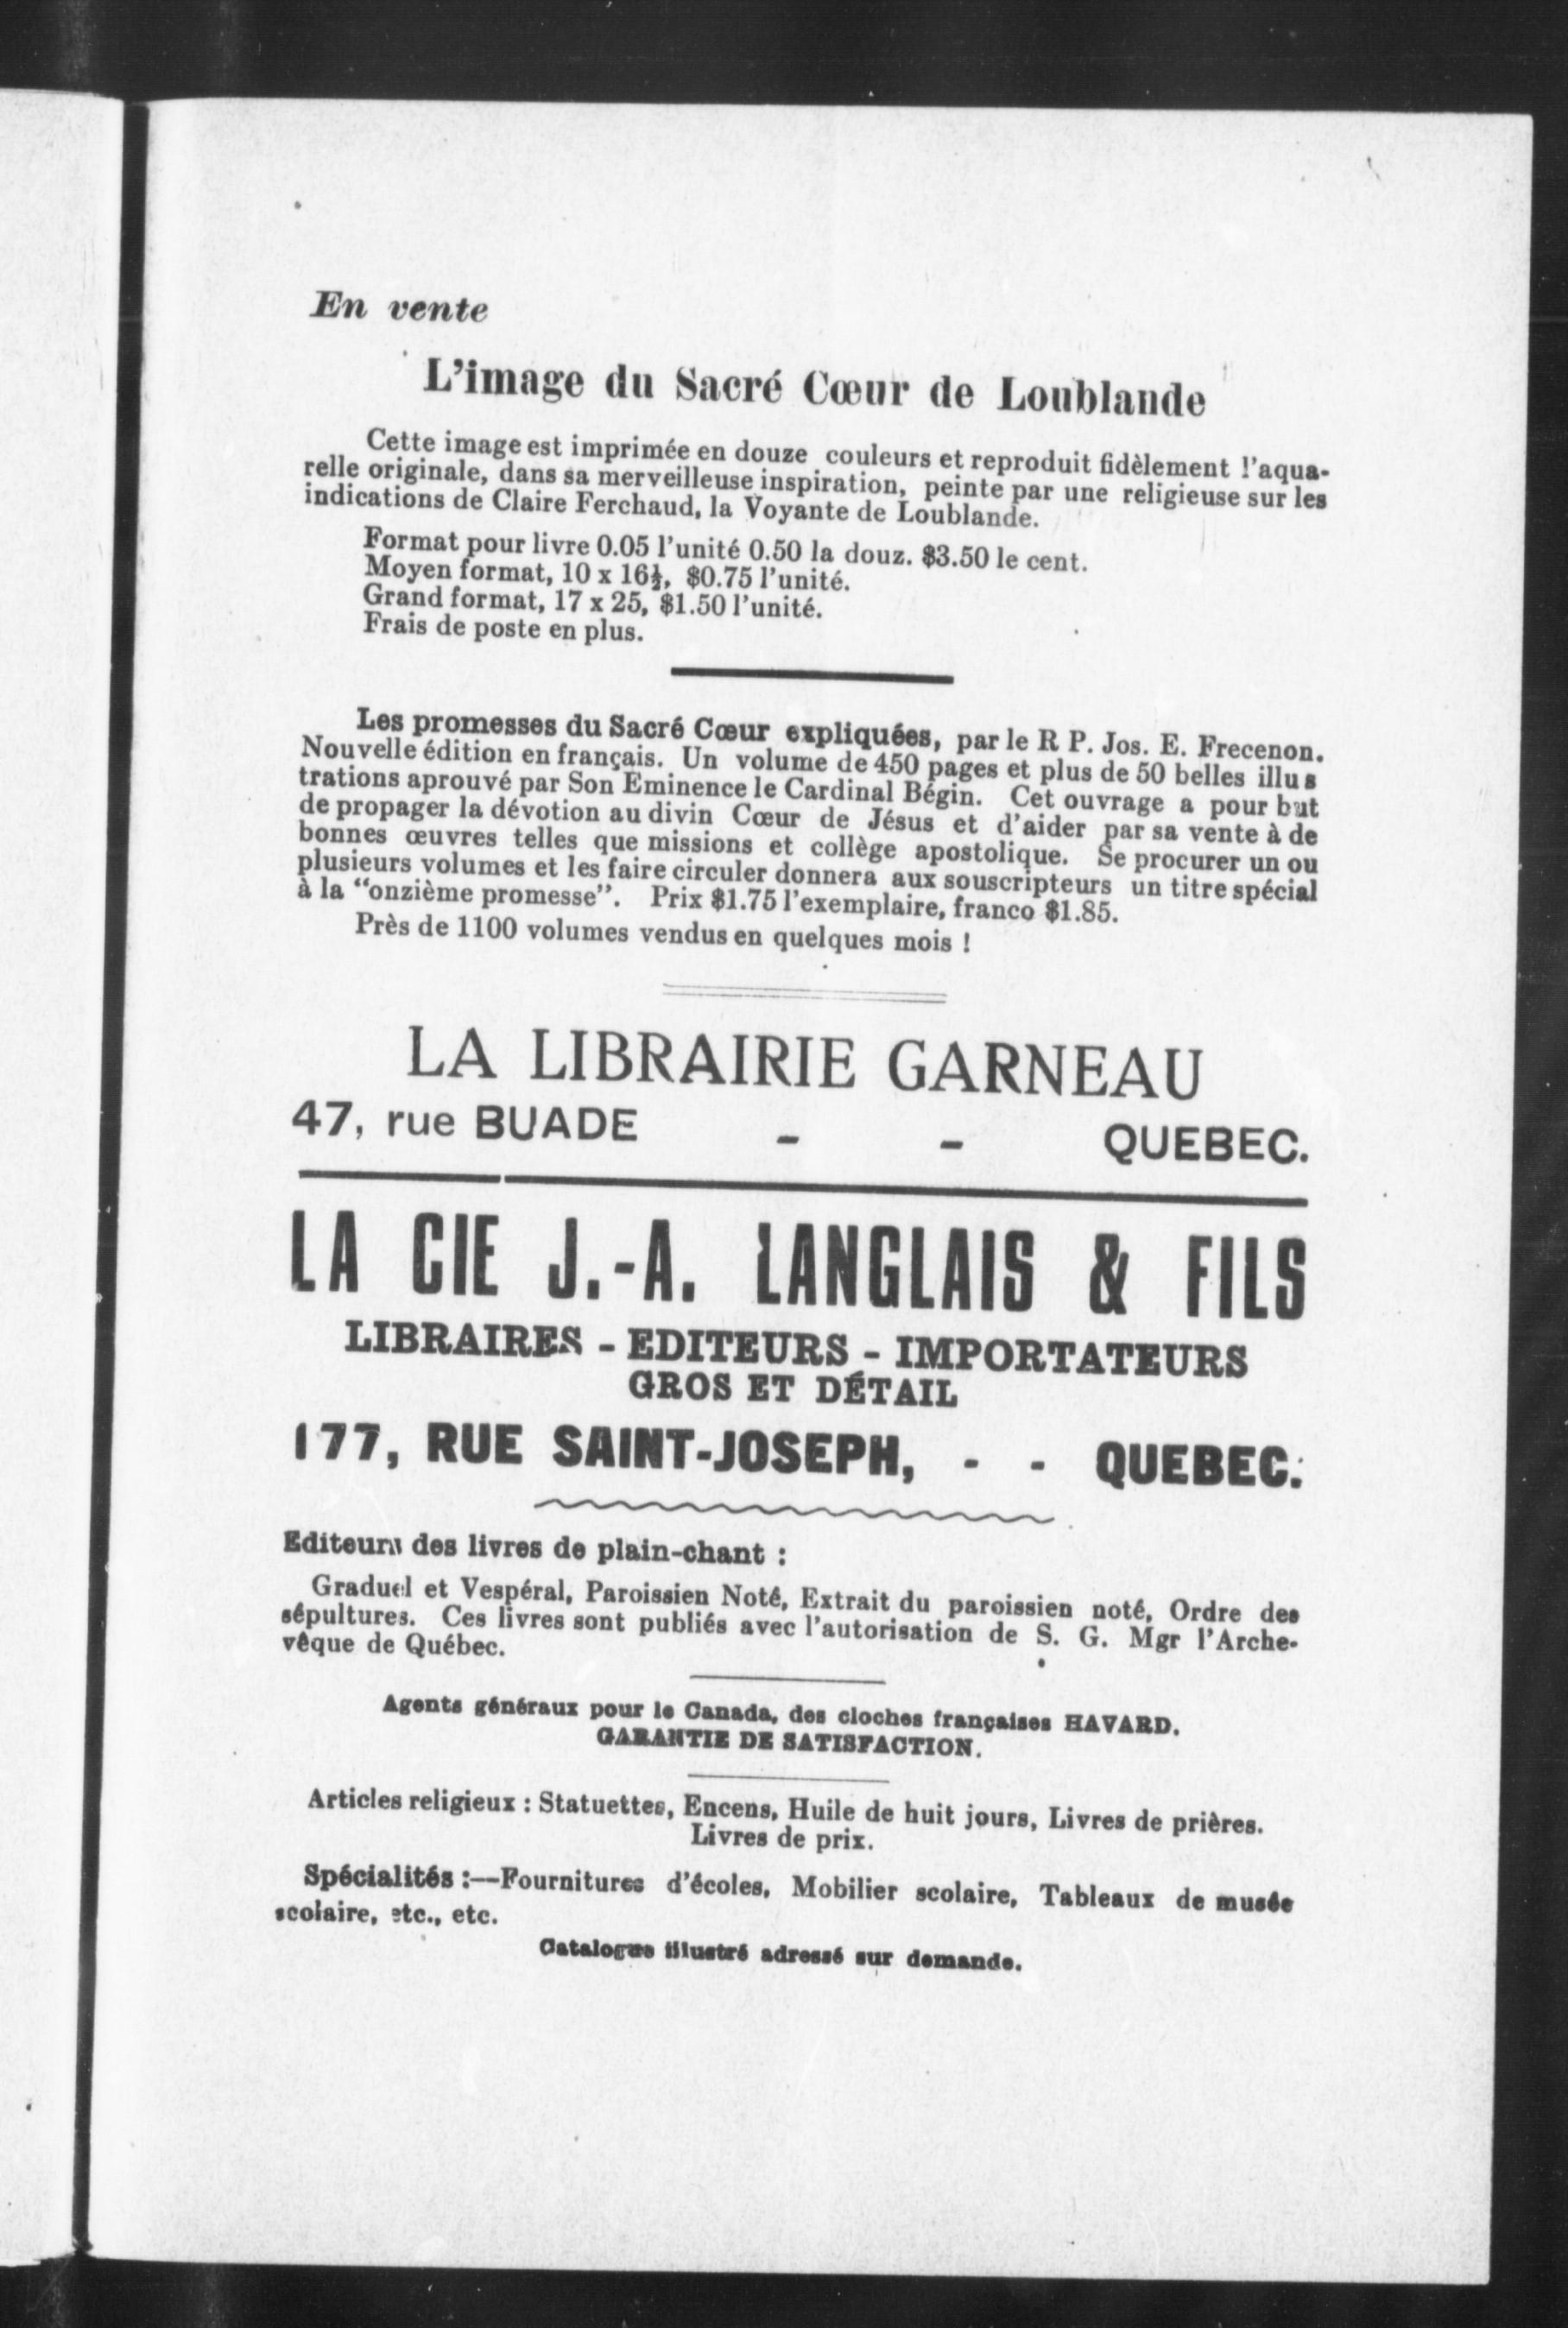 En vente
L'image du Sacré Cœur de Loublande
Cette image est imprimée en douze couleurs et reproduit fidèlement l'aqua-
relle originale, dans sa merveilleuse inspiration, peinte par une religieuse sur les
indications de Claire Ferchaud, la Voyante de Loublande.
Format pour livre 0.05 l'unité 0.50 la douz. $3.50 le cent.
Moyen format, 10 x 16½, $0.75 l'unité.
Grand format, 17 x 25, $1.50 l'unité.
Frais de poste en plus.
Les promesses du Sacré Cœur expliquées, par le R P. Jos. E. Frecenon.
Nouvelle édition en français. Un volume de 450 pages et plus de 50 belles illus
trations aprouvé par Son Eminence le Cardinal Bégin. Cet ouvrage a pour but
de propager la dévotion au divin Cœur de Jésus et d'aider par sa vente à de
bonnes œuvres telles que missions et collège apostolique. Se procurer un ou
plusieurs volumes et les faire circuler donnera aux souscripteurs un titre spécial
à la "onzième promesse". Prix $1.75 l'exemplaire, franco $1.85.
Près de 1100 volumes vendus en quelques mois !
LA LIBRAIRIE GARNEAU
47, rue BUADE - - QUEBEC.
LA CIE J.-A. LANGLAIS & FILS
LIBRAIRES - EDITEURS - IMPORTATEURS
GROS ET DÉTAIL
177, RUE SAINT-JOSEPH, - - QUEBEC.
Editeurs des livres de plain-chant :
Graduel et Vespéral, Paroissien Noté, Extrait du paroissien noté, Ordre des
sépultures. Ces livres sont publiés avec l'autorisation de S. G. Mgr l'Arche-
vêque de Québec.
Agents généraux pour le Canada, des cloches françaises HAVARD.
GARANTIE DE SATISFACTION.
Articles religieux : Statuettes, Encens, Huile de huit jours, Livres de prières.
Livres de prix.
Spécialités :—Fournitures d'écoles, Mobilier scolaire, Tableaux de musée
scolaire, etc., etc.
Catalogue illustré adressé sur demande.